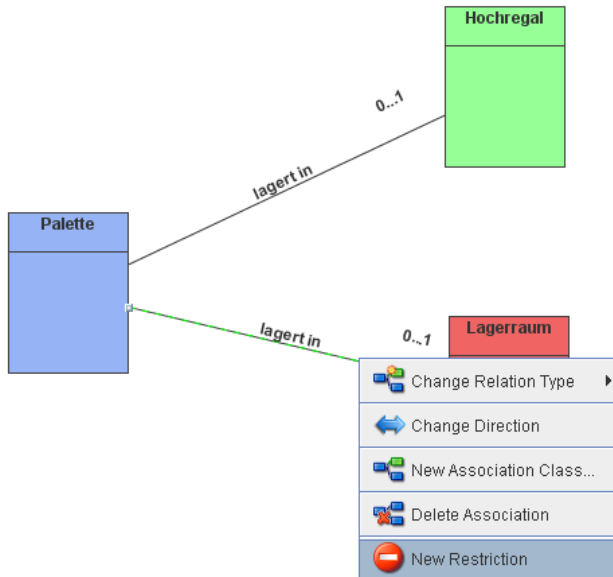 Hochregal
0...1
lagert in
Palette
lagert in
0...1
Lagerraum
Change Relation Type
Change Direction
New Association Class...
Delete Association
New Restriction